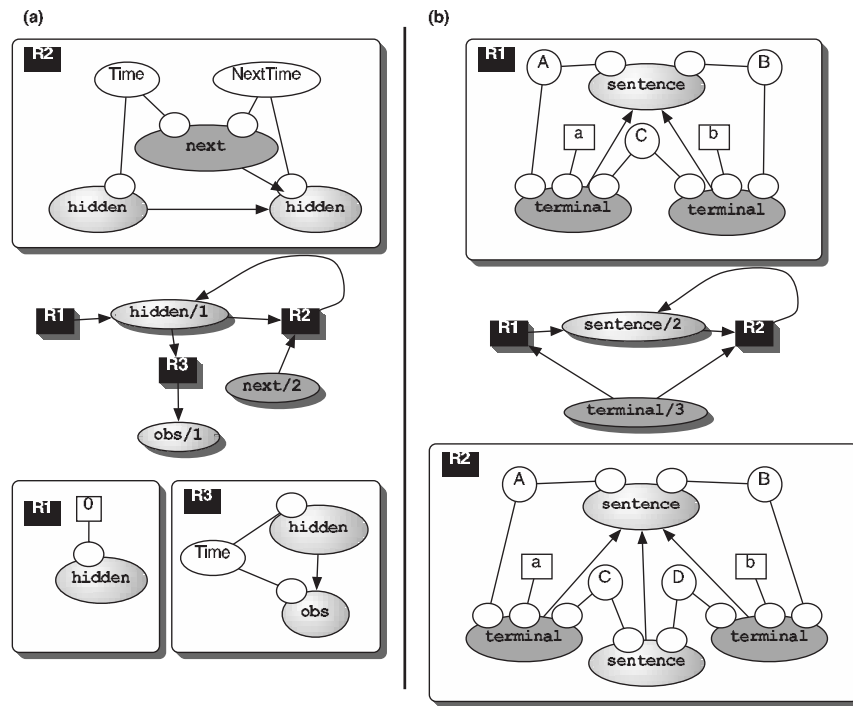 (a)
R2
Time
NextTime
next
hidden
hidden
R1
hidden/1
R2
R3
next/2
obs/1
R1
0
hidden
R3
hidden
Time
obs
(b)
R1
A
B
sentence
a
C
b
terminal
terminal
R1
sentence/2
R2
terminal/3
R2
A
B
sentence
a
C
D
b
terminal
terminal
sentence